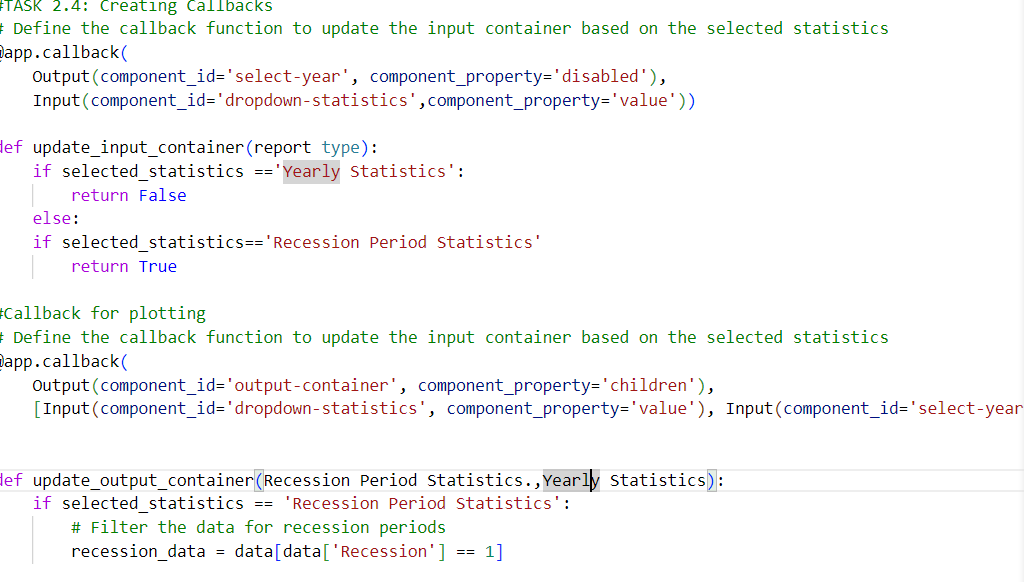 #TASK 2.4: Creating Callbacks
# Define the callback function to update the input container based on the selected statistics
@app.callback(
    Output(component_id='select-year', component_property='disabled'),
    Input(component_id='dropdown-statistics',component_property='value'))
def update_input_container(report type):
    if selected_statistics =='Yearly Statistics':
        return False
    else:
    if selected_statistics=='Recession Period Statistics'
        return True
#Callback for plotting
# Define the callback function to update the input container based on the selected statistics
@app.callback(
    Output(component_id='output-container', component_property='children'),
    [Input(component_id='dropdown-statistics', component_property='value'), Input(component_id='select-year
def update_output_container(Recession Period Statistics.,Yearly Statistics):
    if selected_statistics == 'Recession Period Statistics':
        # Filter the data for recession periods
        recession_data = data[data['Recession'] == 1]